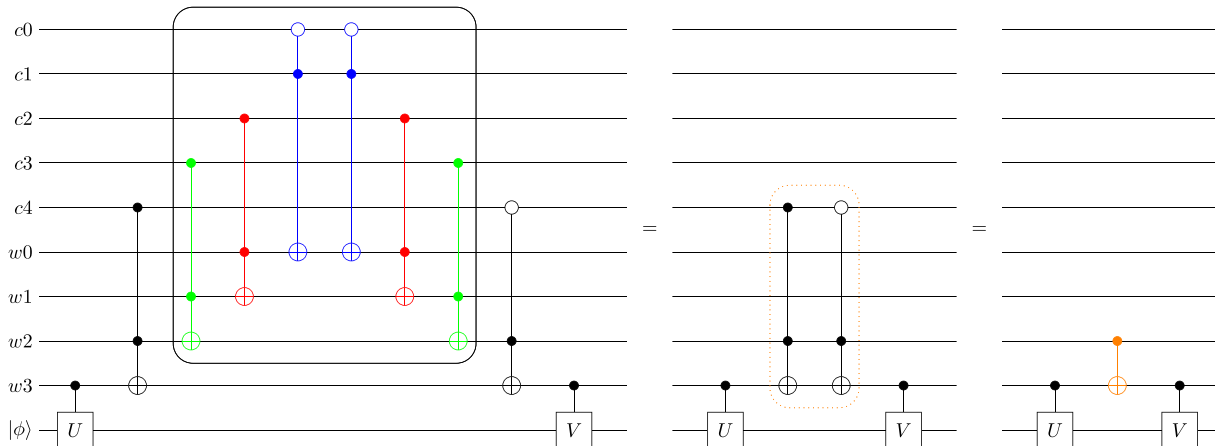 c0
c1
c2
c3
c4
w0
w1
w2
w3
|ϕ⟩
U
V
=
U
V
=
U
V